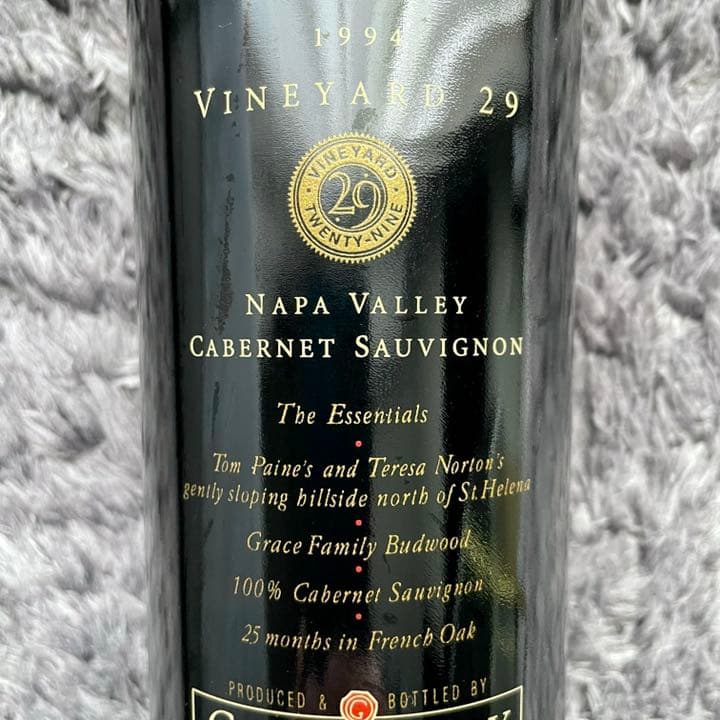 1994
VINEYARD 29
VINEYARD
29
TWENTY-NINE
NAPA VALLEY
CABERNET SAUVIGNON
The Essentials
Tom Paine's and Teresa Norton's
gently sloping hillside north of St. Helena
Grace Family Budwood
100% Cabernet Sauvignon
25 months in French Oak
PRODUCED & BOTTLED BY